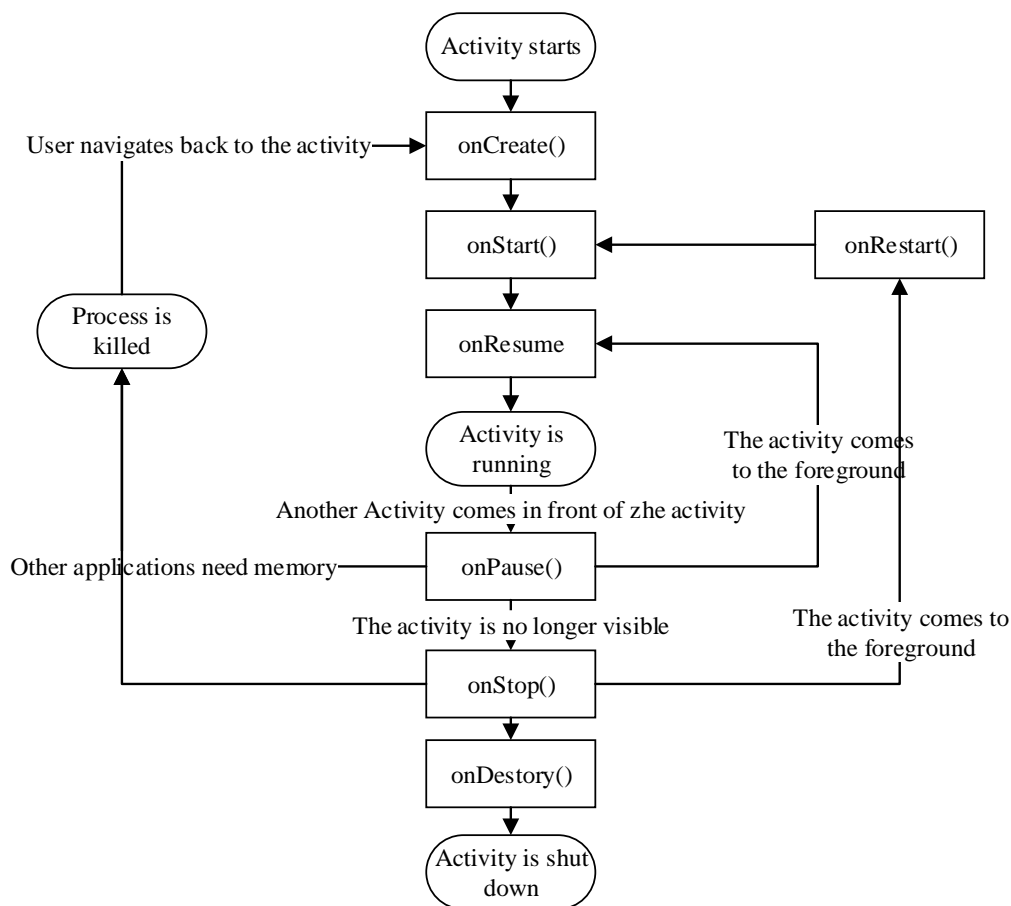 Activity starts
User navigates back to the activity
onCreate()
onStart()
onRestart()
Process is
killed
onResume
Activity is
running
The activity comes
to the foreground
Another Activity comes in front of zhe activity
Other applications need memory
onPause()
The activity is no longer visible
The activity comes to
the foreground
onStop()
onDestory()
Activity is shut
down